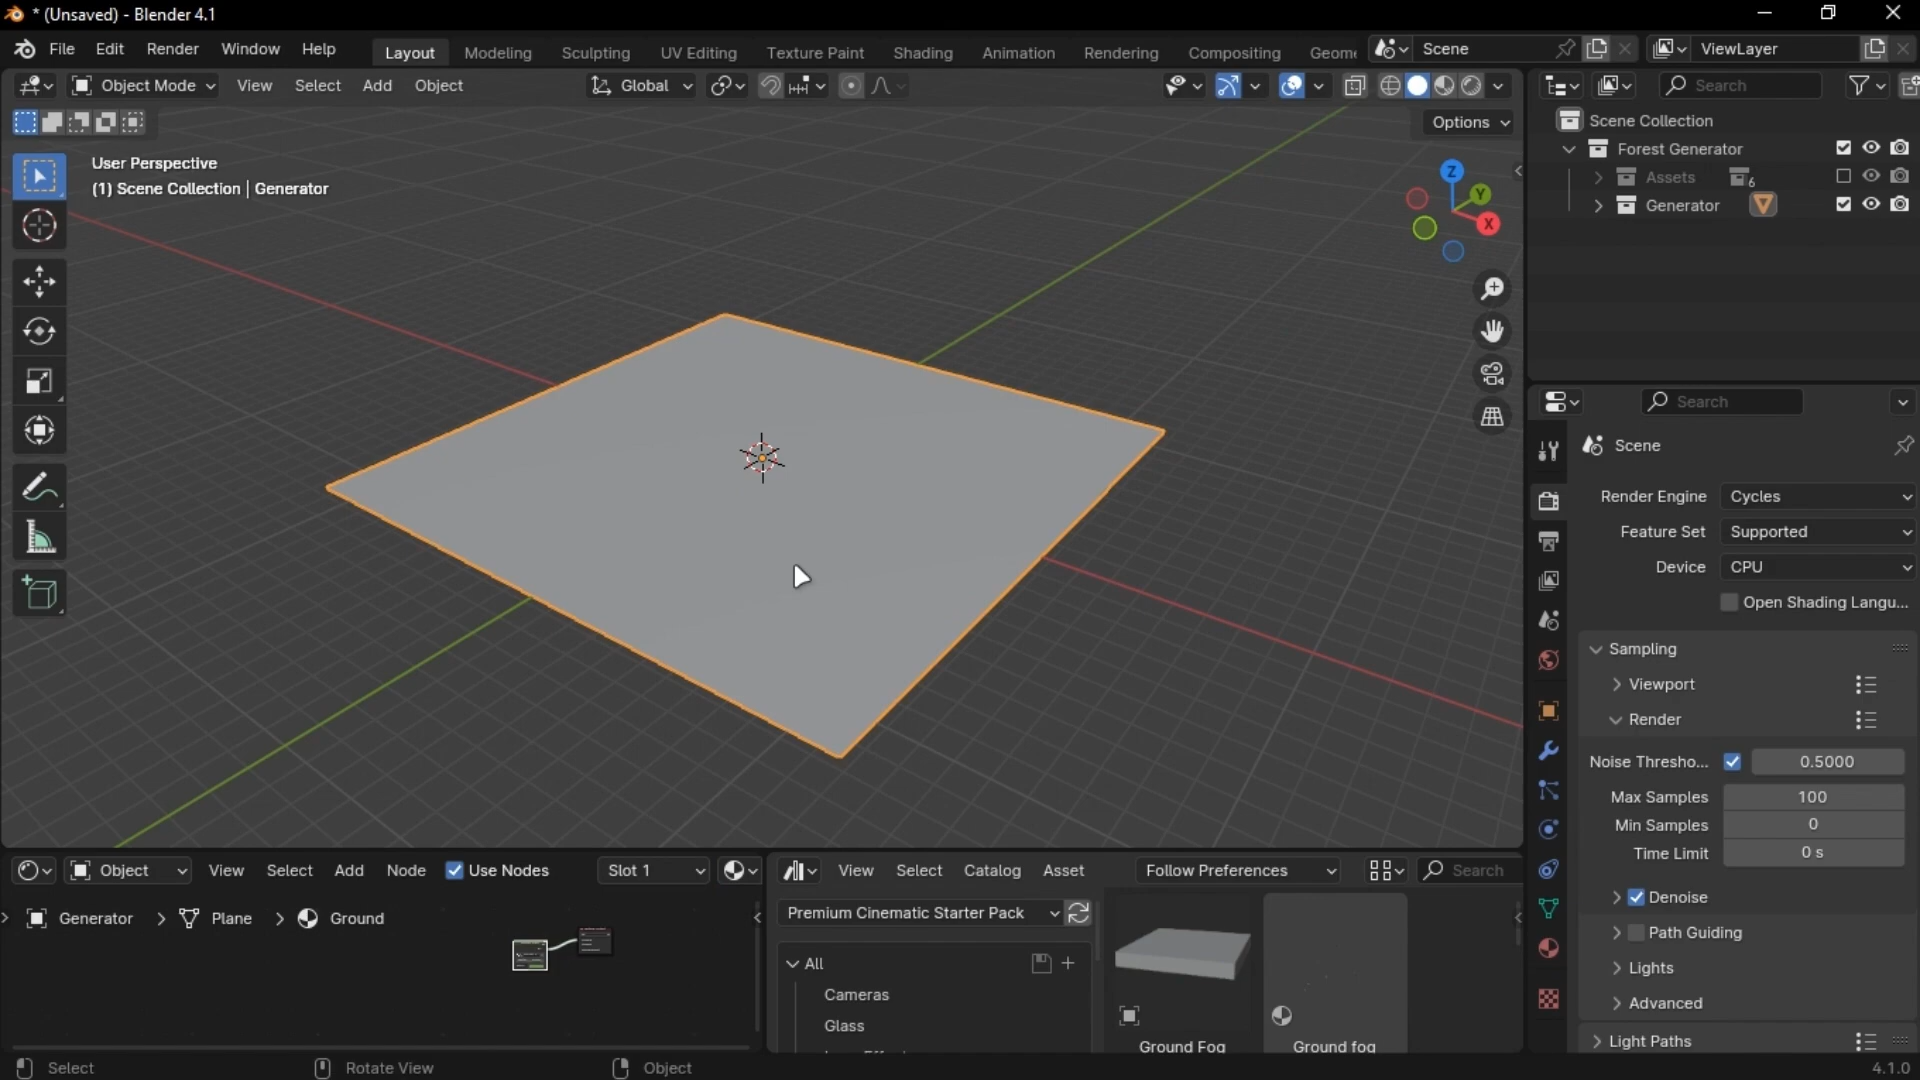 * (Unsaved) - Blender 4.1
File Edit Render Window Help Layout Modeling Sculpting UV Editing Texture Paint Shading Animation Rendering Compositing Geome Scene ViewLayer
Object Mode View Select Add Object Global Search
Options
User Perspective
(1) Scene Collection | Generator
Z
Y
X
Scene Collection
Forest Generator
Assets 6
Generator
Search
Scene
Render Engine Cycles
Feature Set Supported
Device CPU
Open Shading Langu...
Sampling
Viewport
Render
Noise Thresho... 0.5000
Max Samples 100
Min Samples 0
Time Limit 0 s
Denoise
Path Guiding
Lights
Advanced
Light Paths
Object View Select Add Node Use Nodes Slot 1
Generator Plane Ground
View Select Catalog Asset Follow Preferences Search
Premium Cinematic Starter Pack
All
Cameras
Glass
Ground Fog
Ground fog
Select Rotate View Object 4.1.0